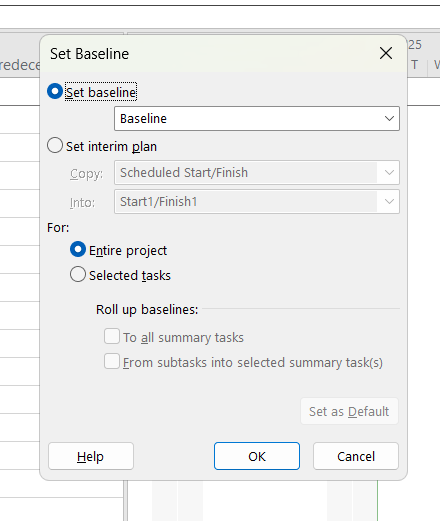 25
redece
T
Set Baseline
Set baseline
Baseline
Set interim plan
Copy: Scheduled Start/Finish
Into: Start1/Finish1
For:
Entire project
Selected tasks
Roll up baselines:
To all summary tasks
From subtasks into selected summary task(s)
Set as Default
Help OK Cancel